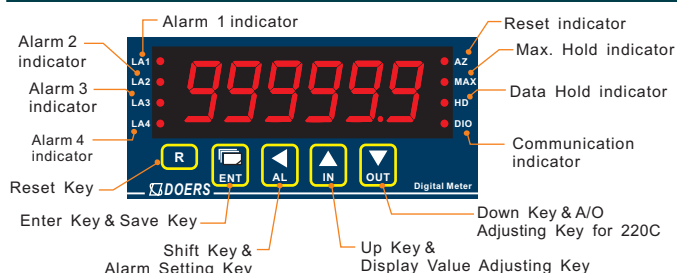 Alarm 1 indicator
Reset indicator
Alarm 2
indicator
Max. Hold indicator
Alarm 3
indicator
Data Hold indicator
Alarm 4
indicator
Communication
indicator
LA1
LA2
LA3
LA4
999999.9
AZ
MAX
HD
DIO
R
ENT
AL
IN
OUT
DOERS
Digital Meter
Reset Key
Enter Key & Save Key
Shift Key &
Alarm Setting Key
Up Key &
Display Value Adjusting Key
Down Key & A/O
Adjusting Key for 220C